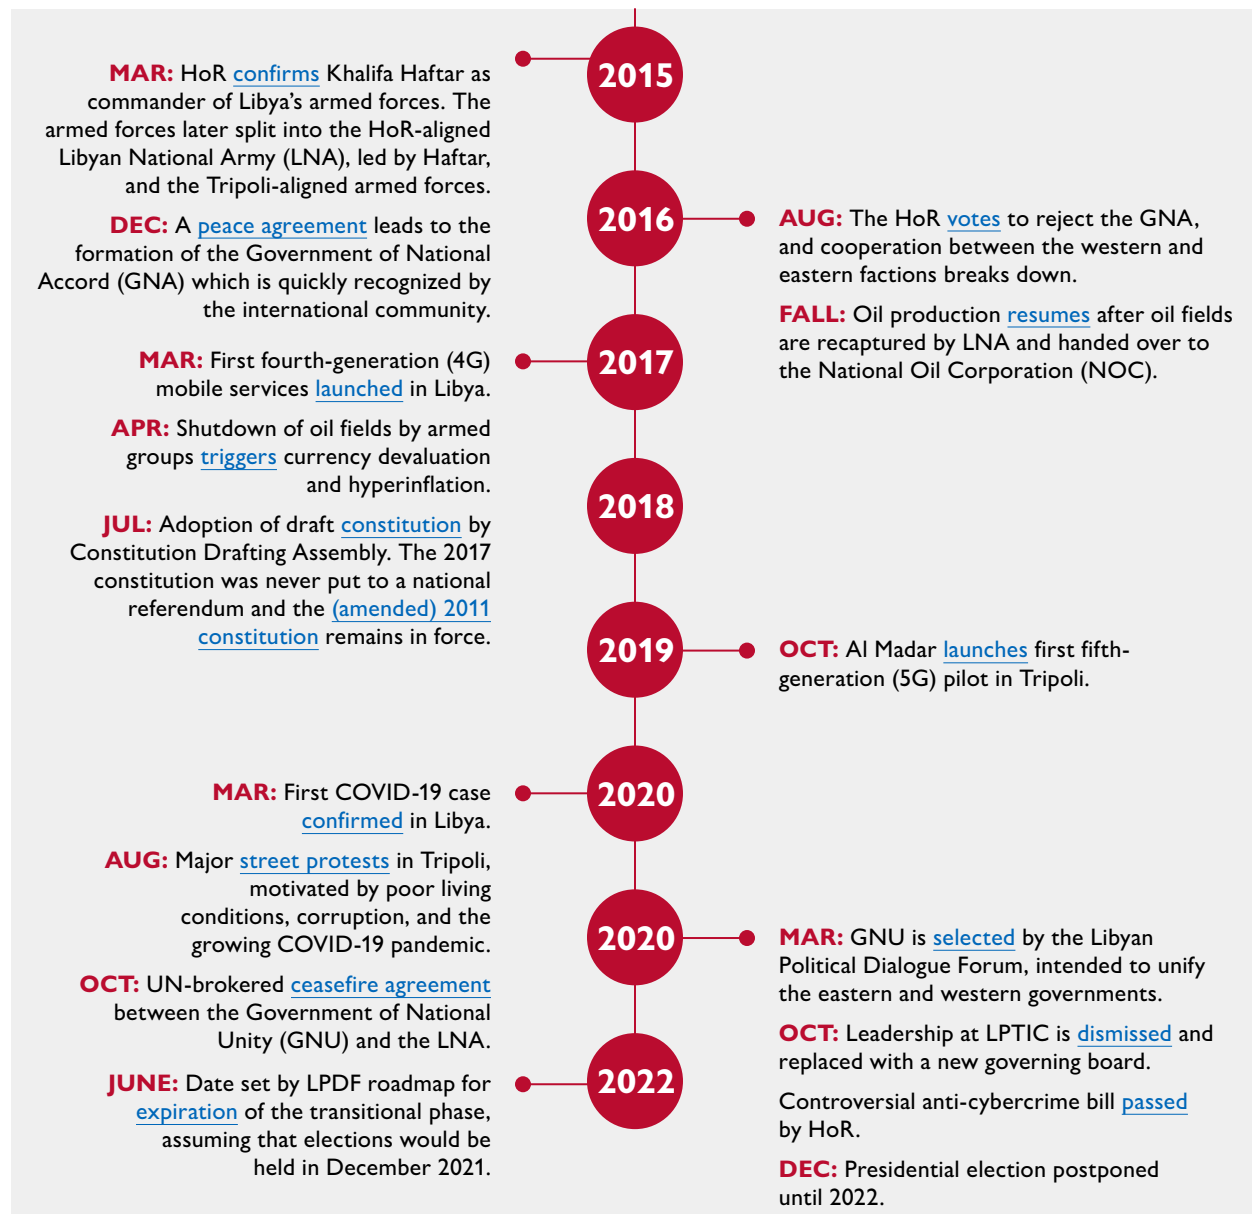 2015
MAR: HoR confirms Khalifa Haftar as
commander of Libya's armed forces. The
armed forces later split into the HoR-aligned
Libyan National Army (LNA), led by Haftar,
and the Tripoli-aligned armed forces.
DEC: A peace agreement leads to the
formation of the Government of National
Accord (GNA) which is quickly recognized by
the international community.
2016
AUG: The HoR votes to reject the GNA,
and cooperation between the western and
eastern factions breaks down.
FALL: Oil production resumes after oil fields
are recaptured by LNA and handed over to
the National Oil Corporation (NOC).
2017
MAR: First fourth-generation (4G)
mobile services launched in Libya.
APR: Shutdown of oil fields by armed
groups triggers currency devaluation
and hyperinflation.
JUL: Adoption of draft constitution by
Constitution Drafting Assembly. The 2017
constitution was never put to a national
referendum and the (amended) 2011
constitution remains in force.
2018
2019
OCT: Al Madar launches first fifth-
generation (5G) pilot in Tripoli.
2020
MAR: First COVID-19 case
confirmed in Libya.
AUG: Major street protests in Tripoli,
motivated by poor living
conditions, corruption, and the
growing COVID-19 pandemic.
OCT: UN-brokered ceasefire agreement
between the Government of National
Unity (GNU) and the LNA.
2020
MAR: GNU is selected by the Libyan
Political Dialogue Forum, intended to unify
the eastern and western governments.
OCT: Leadership at LPTIC is dismissed and
replaced with a new governing board.
Controversial anti-cybercrime bill passed
by HoR.
DEC: Presidential election postponed
until 2022.
2022
JUNE: Date set by LPDF roadmap for
expiration of the transitional phase,
assuming that elections would be
held in December 2021.